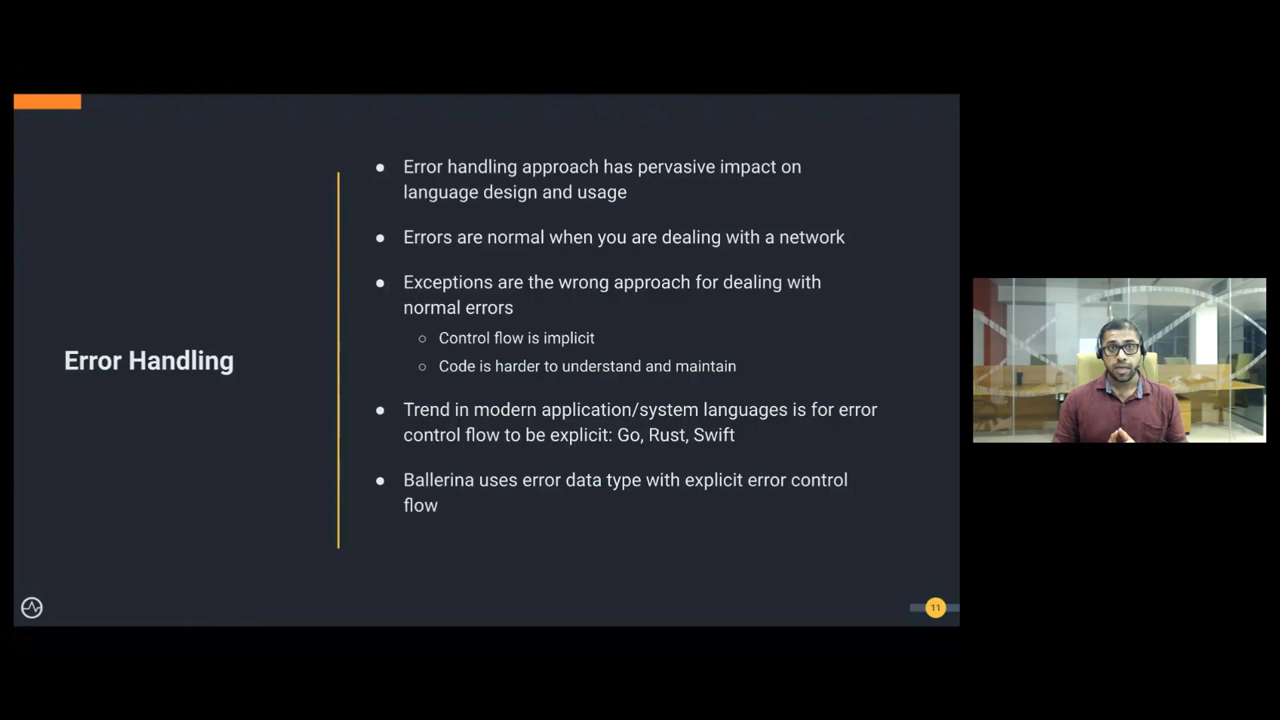 Error Handling
● Error handling approach has pervasive impact on
language design and usage
● Errors are normal when you are dealing with a network
● Exceptions are the wrong approach for dealing with
normal errors
○ Control flow is implicit
○ Code is harder to understand and maintain
● Trend in modern application/system languages is for error
control flow to be explicit: Go, Rust, Swift
● Ballerina uses error data type with explicit error control
flow
11